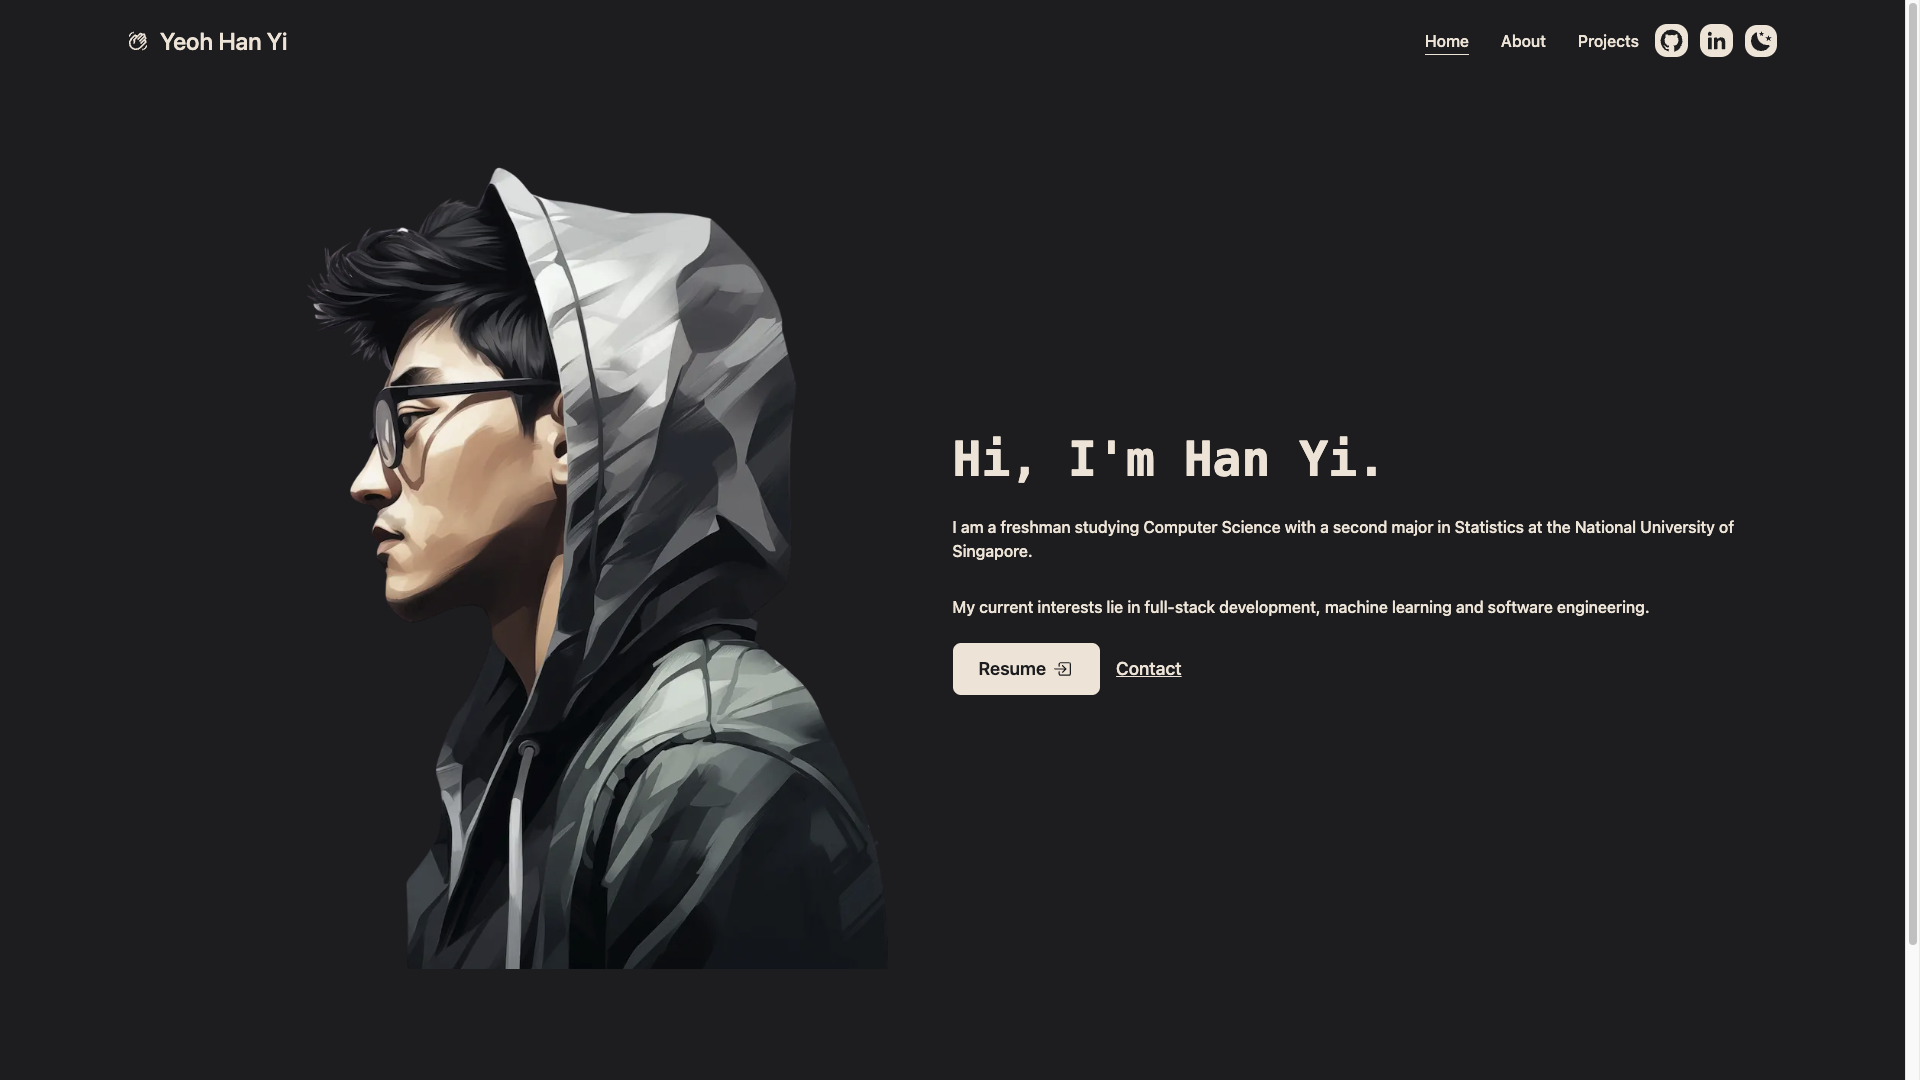 Yeoh Han Yi
Home About Projects
Hi, I'm Han Yi.
I am a freshman studying Computer Science with a second major in Statistics at the National University of
Singapore.
My current interests lie in full-stack development, machine learning and software engineering.
Resume Contact